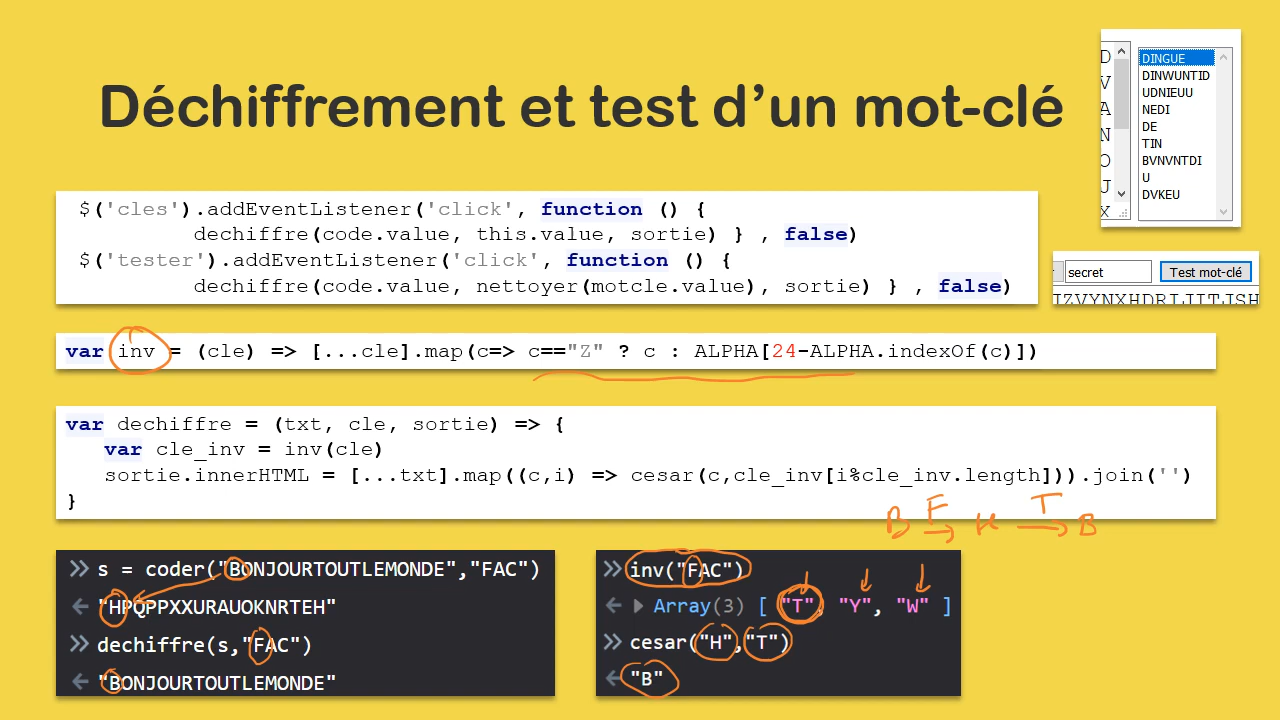 Déchiffrement et test d’un mot-clé
D
V
A
N
O
J
X
DINGUE
DINWUNTID
UDNIEUU
NEDI
DE
TIN
BVNVNTDI
U
DVKEU
$('cles').addEventListener('click', function () {
dechiffre(code.value, this.value, sortie) } , false)
$('tester').addEventListener('click', function () {
dechiffre(code.value, nettoyer(motcle.value), sortie) } , false)
secret Test mot-clé
var inv = (cle) => [...cle].map(c=> c=="Z" ? c : ALPHA[24-ALPHA.indexOf(c)])
var dechiffre = (txt, cle, sortie) => {
var cle_inv = inv(cle)
sortie.innerHTML = [...txt].map((c,i) => cesar(c,cle_inv[i%cle_inv.length])).join('')
}
B F→ H T→ B
>> s = coder("BONJOURTOUTLEMONDE","FAC")
← "HPQPPXXURAUOKNRTEH"
>> dechiffre(s,"FAC")
← "BONJOURTOUTLEMONDE"
>> inv("FAC")
← ▶ Array(3) [ "T", "Y", "W" ]
>> cesar("H","T")
← "B"